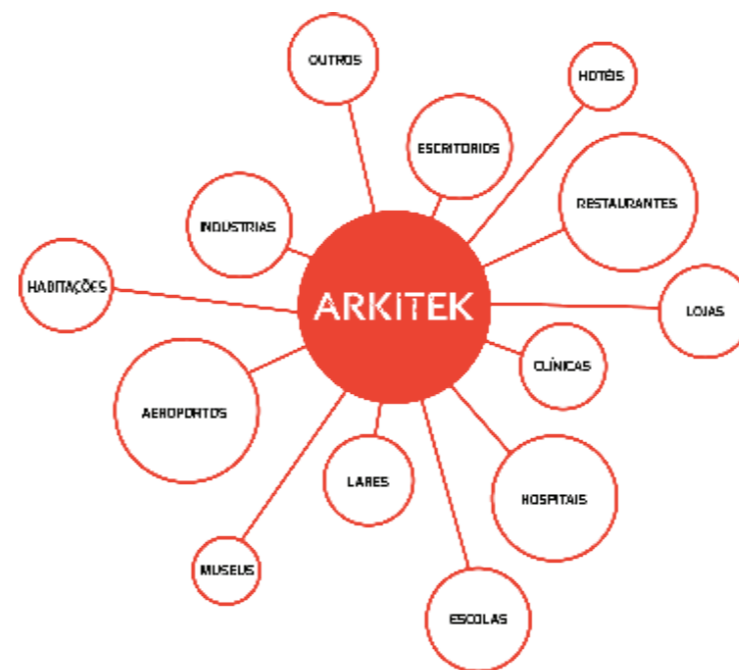 OUTROS
HOTÉIS
ESCRITORIOS
RESTAURANTES
INDUSTRIAS
HABITAÇÕES
ARKITEK
LOJAS
CLÍNICAS
AEROPORTOS
LARES
HOSPITAIS
MUSEUS
ESCOLAS